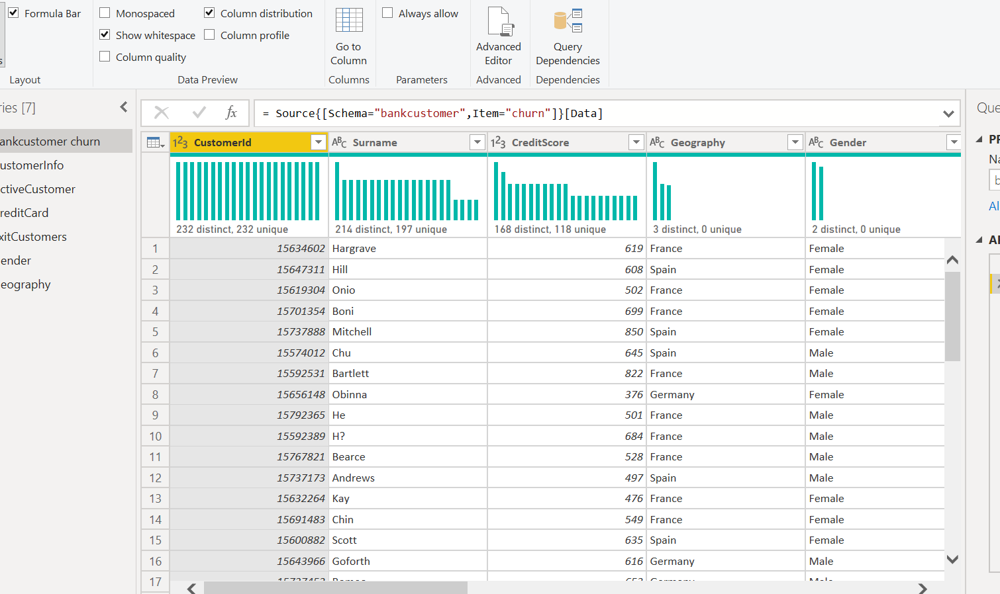 Formula Bar
Monospaced
Column distribution
Show whitespace
Column profile
Column quality
Always allow
Go to
Column
Advanced
Editor
Query
Dependencies
Layout
Data Preview
Columns
Parameters
Advanced
Dependencies
ries [7]
fx
= Source{[Schema="bankcustomer",Item="churn"]}[Data]
Que
ankcustomer churn
ustomerInfo
ctiveCustomer
reditCard
xitCustomers
ender
eography
123 CustomerId ABC Surname 123 CreditScore ABC Geography ABC Gender
232 distinct, 232 unique 214 distinct, 197 unique 168 distinct, 118 unique 3 distinct, 0 unique 2 distinct, 0 unique
1 15634602 Hargrave 619 France Female
2 15647311 Hill 608 Spain Female
3 15619304 Onio 502 France Female
4 15701354 Boni 699 France Female
5 15737888 Mitchell 850 Spain Female
6 15574012 Chu 645 Spain Male
7 15592531 Bartlett 822 France Male
8 15656148 Obinna 376 Germany Female
9 15792365 He 501 France Male
10 15592389 H? 684 France Male
11 15767821 Bearce 528 France Male
12 15737173 Andrews 497 Spain Male
13 15632264 Kay 476 France Female
14 15691483 Chin 549 France Female
15 15600882 Scott 635 Spain Female
16 15643966 Goforth 616 Germany Male
17
Na
Al